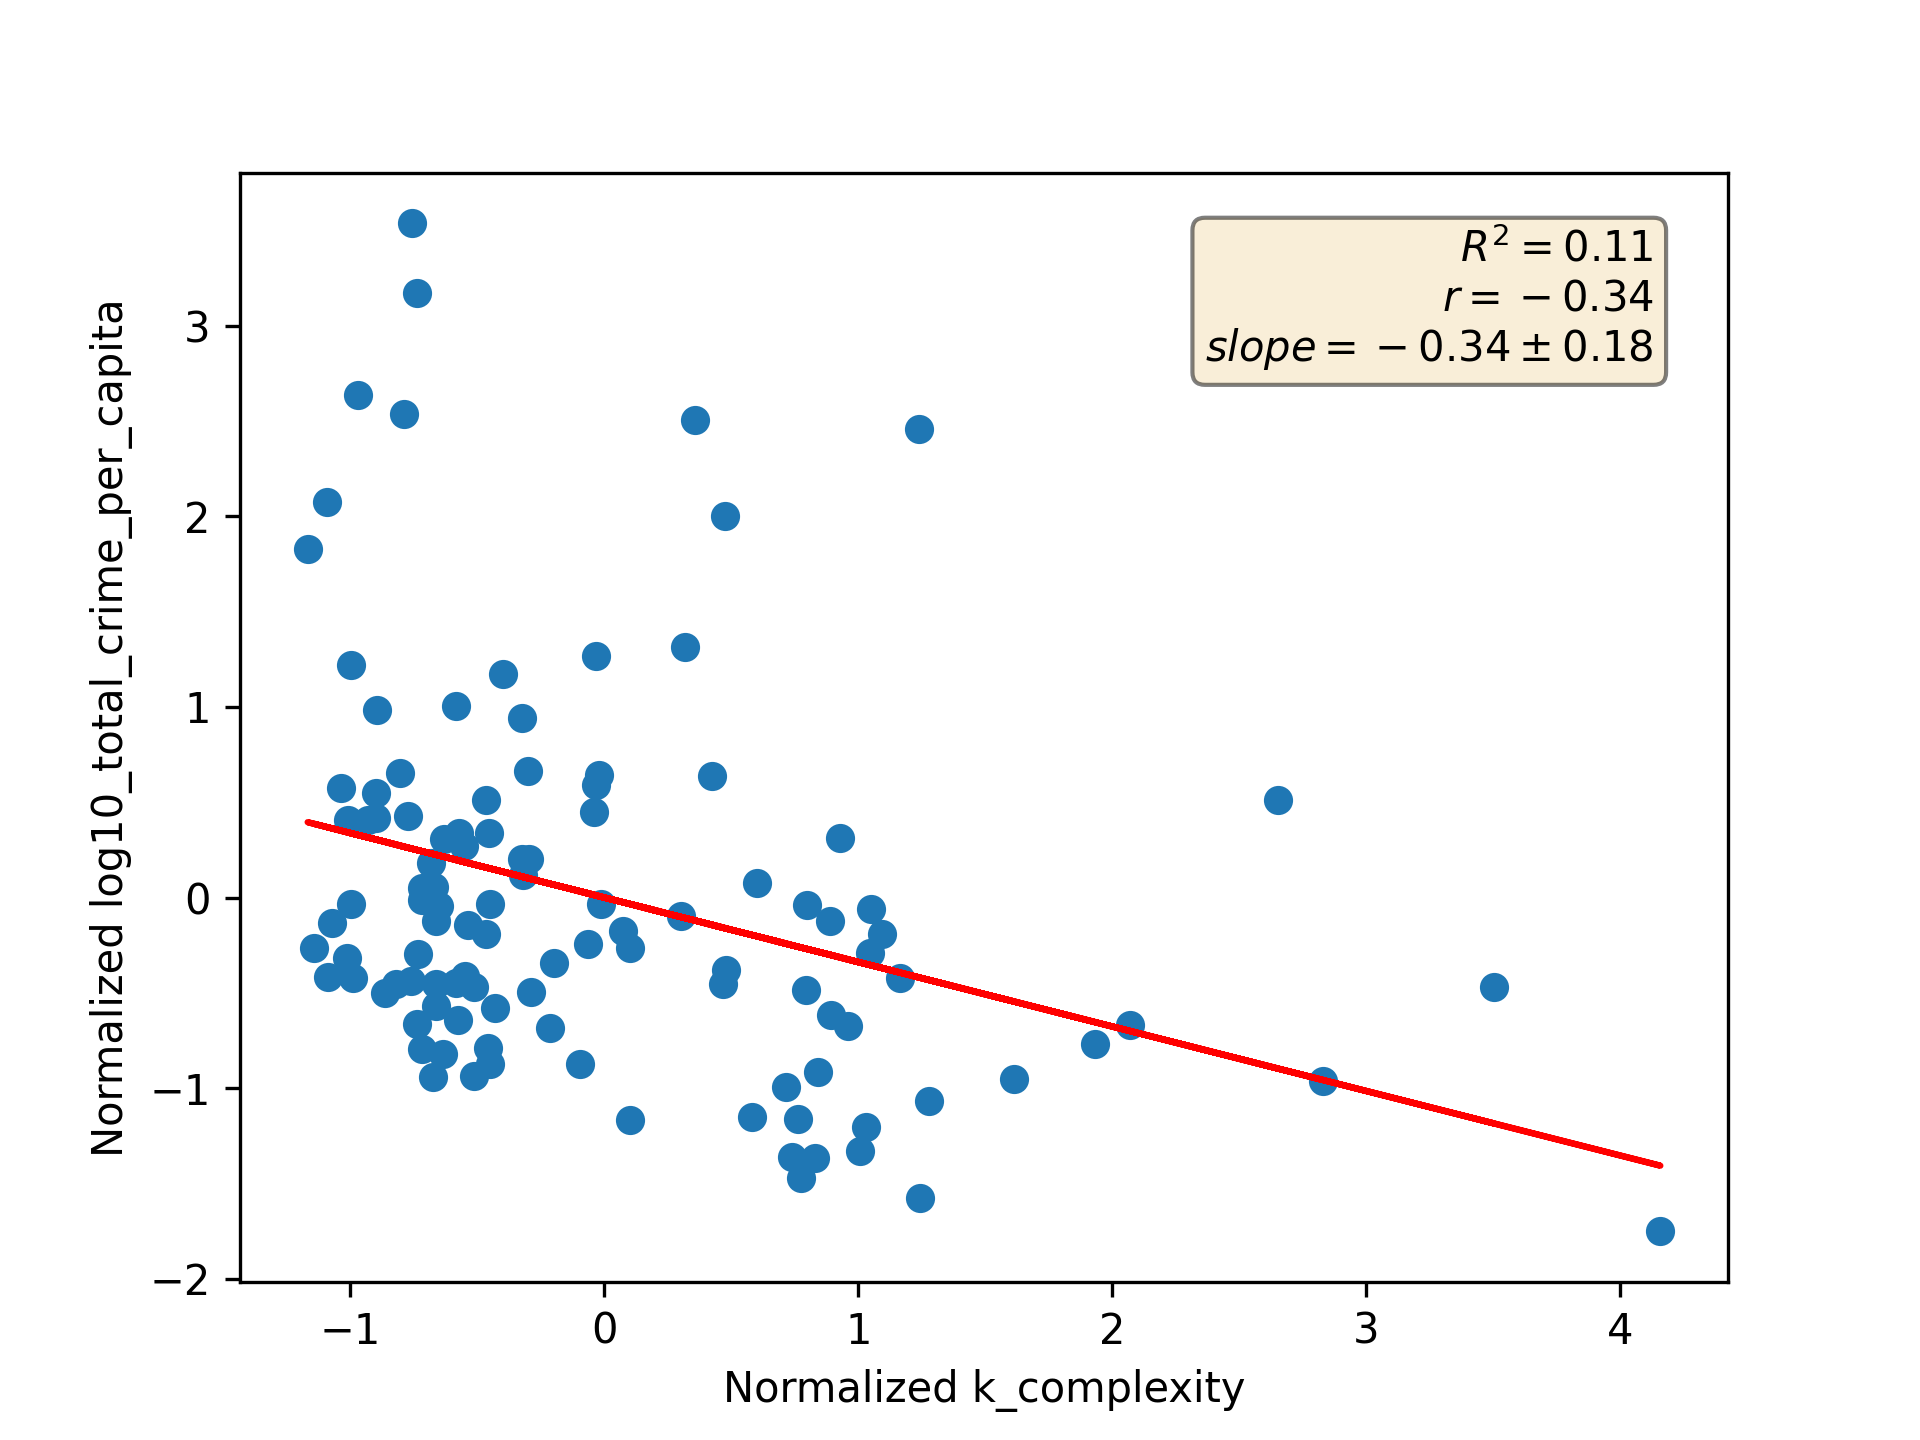 R² = 0.11
r = −0.34
slope = −0.34 ± 0.18
Normalized log10_total_crime_per_capita
3
2
1
0
−1
−2
−1 0 1 2 3 4
Normalized k_complexity